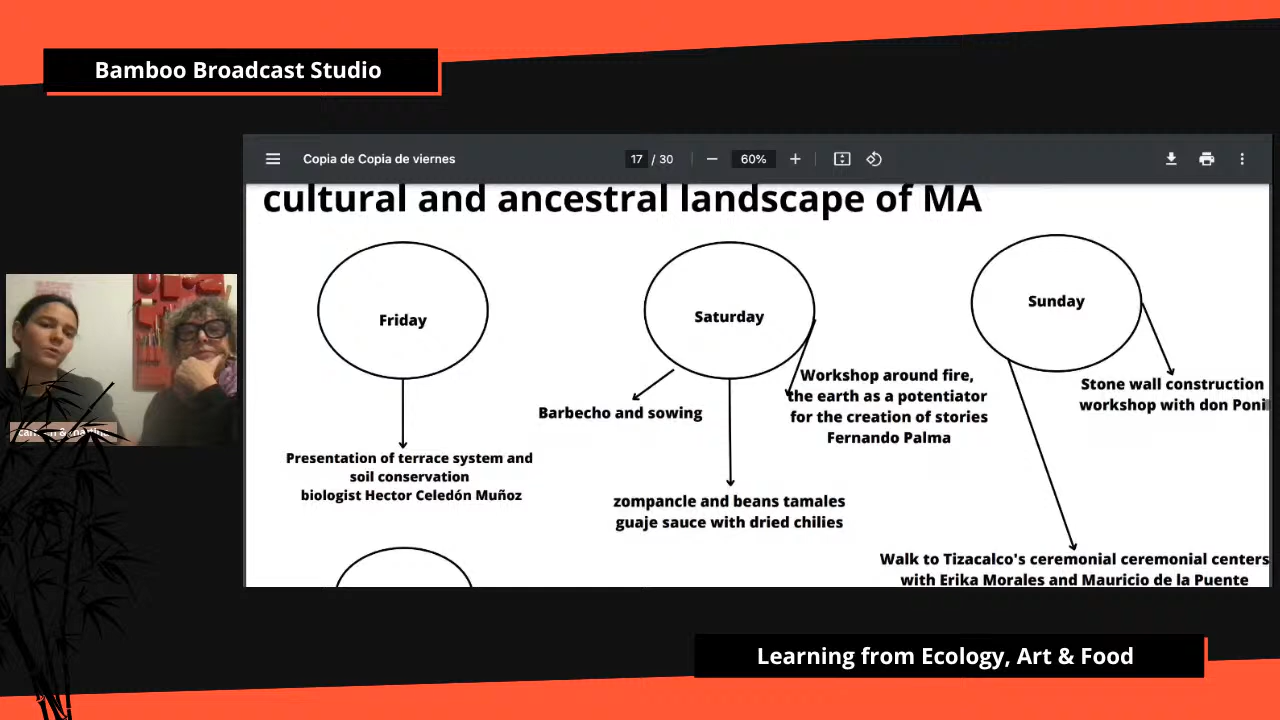 Bamboo Broadcast Studio
Copia de Copia de viernes
17 / 30
60%
cultural and ancestral landscape of MA
Friday
Presentation of terrace system and
soil conservation
biologist Hector Celedón Muñoz
Saturday
Barbecho and sowing
zompancle and beans tamales
guaje sauce with dried chilies
Workshop around fire,
the earth as a potentiator
for the creation of stories
Fernando Palma
Sunday
Stone wall construction
workshop with don Poni
Walk to Tizacalco's ceremonial ceremonial centers
with Erika Morales and Mauricio de la Puente
Learning from Ecology, Art & Food